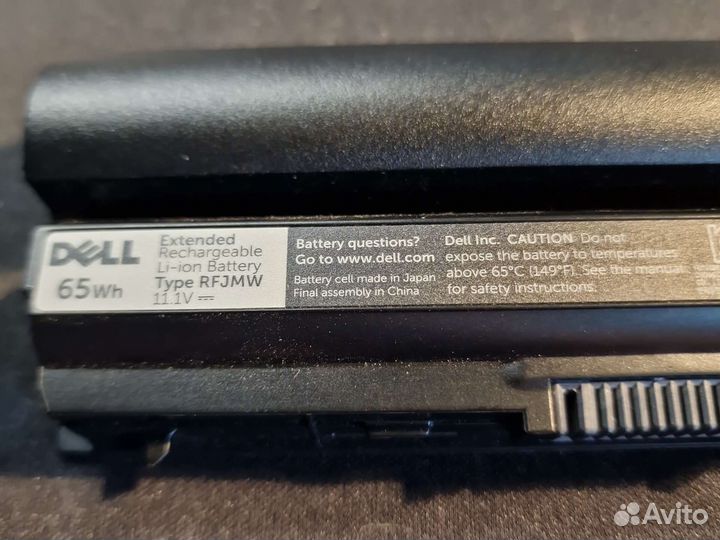 DELL
65Wh
Extended
Rechargeable
Li-ion Battery
Type RFJMW
11.1V
Battery questions?
Go to www.dell.com
Battery cell made in Japan
Final assembly in China
Dell Inc. CAUTION Do not
expose the battery to temperatures
above 65°C (149°F). See the manual
for safety instructions.
Avito